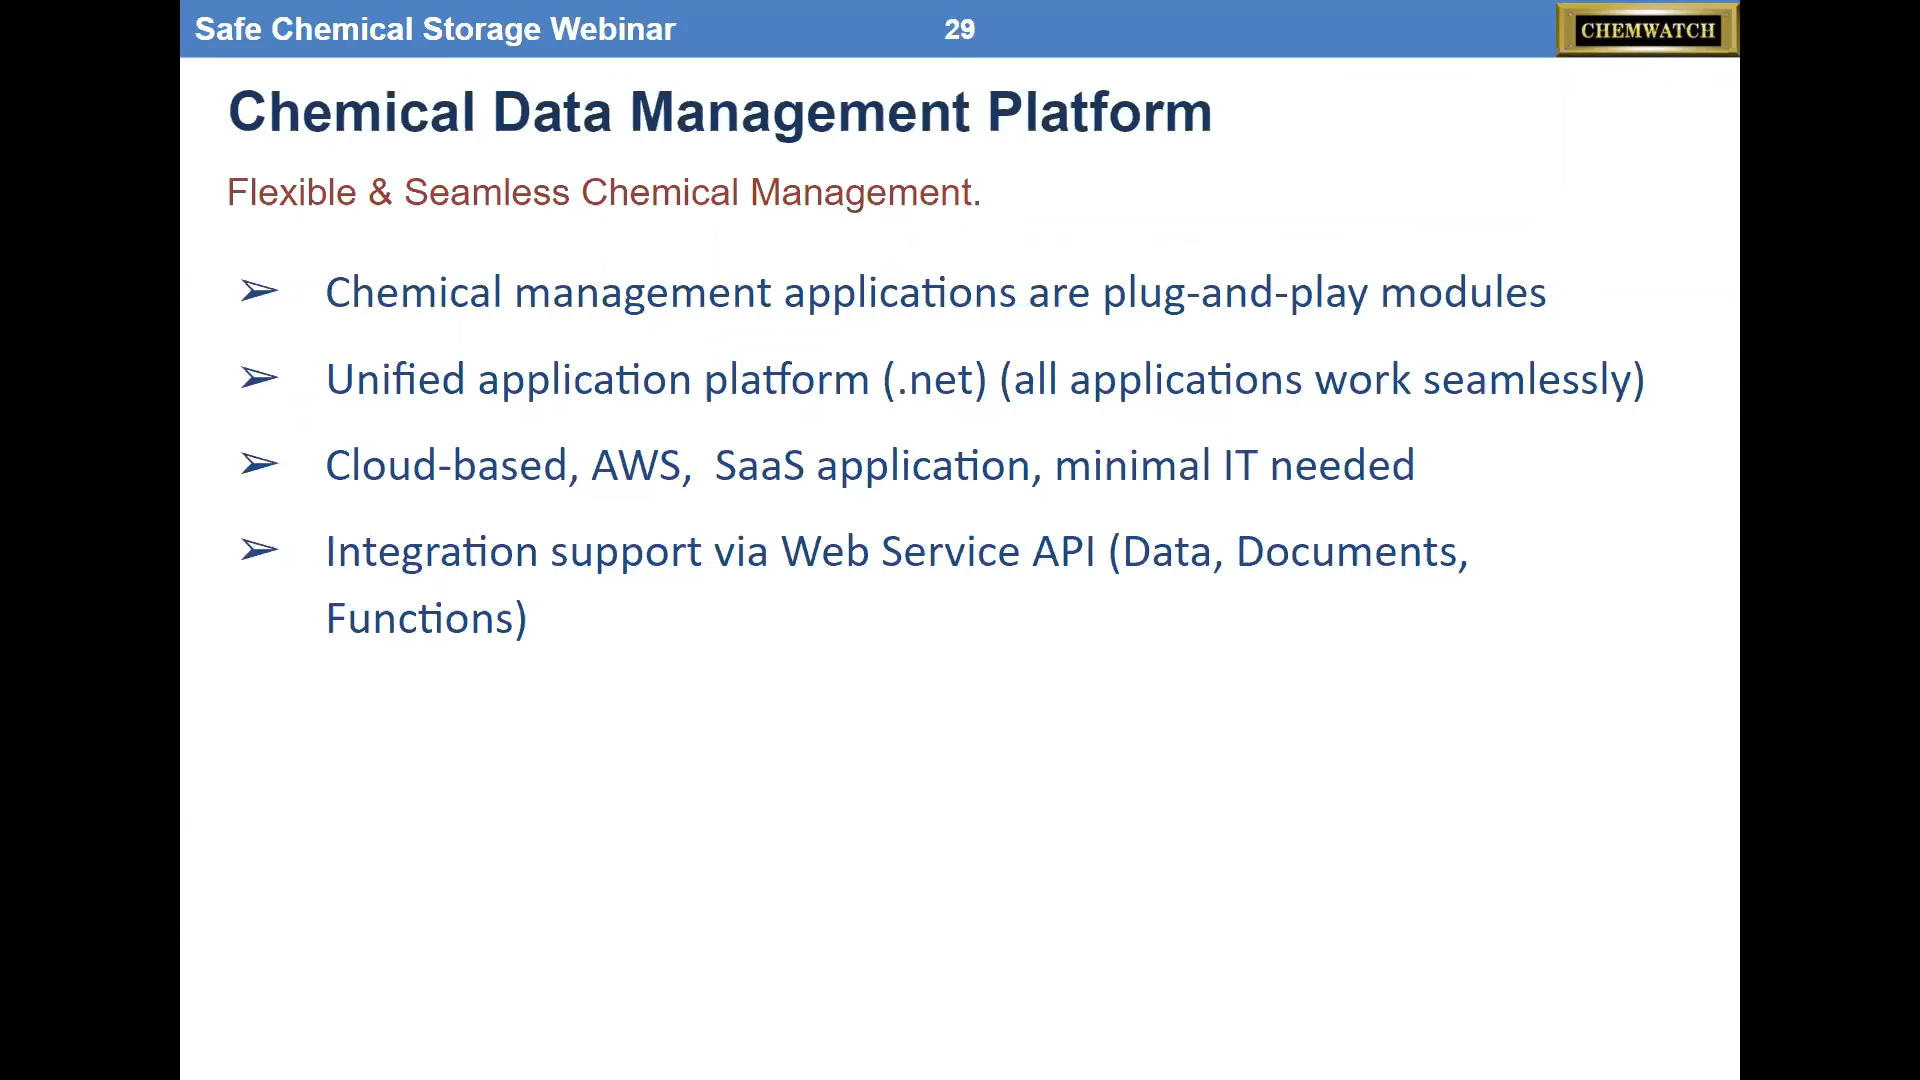 Safe Chemical Storage Webinar 29 CHEMWATCH
Chemical Data Management Platform
Flexible & Seamless Chemical Management.
➢ Chemical management applications are plug-and-play modules
➢ Unified application platform (.net) (all applications work seamlessly)
➢ Cloud-based, AWS,  SaaS application, minimal IT needed
➢ Integration support via Web Service API (Data, Documents,
Functions)